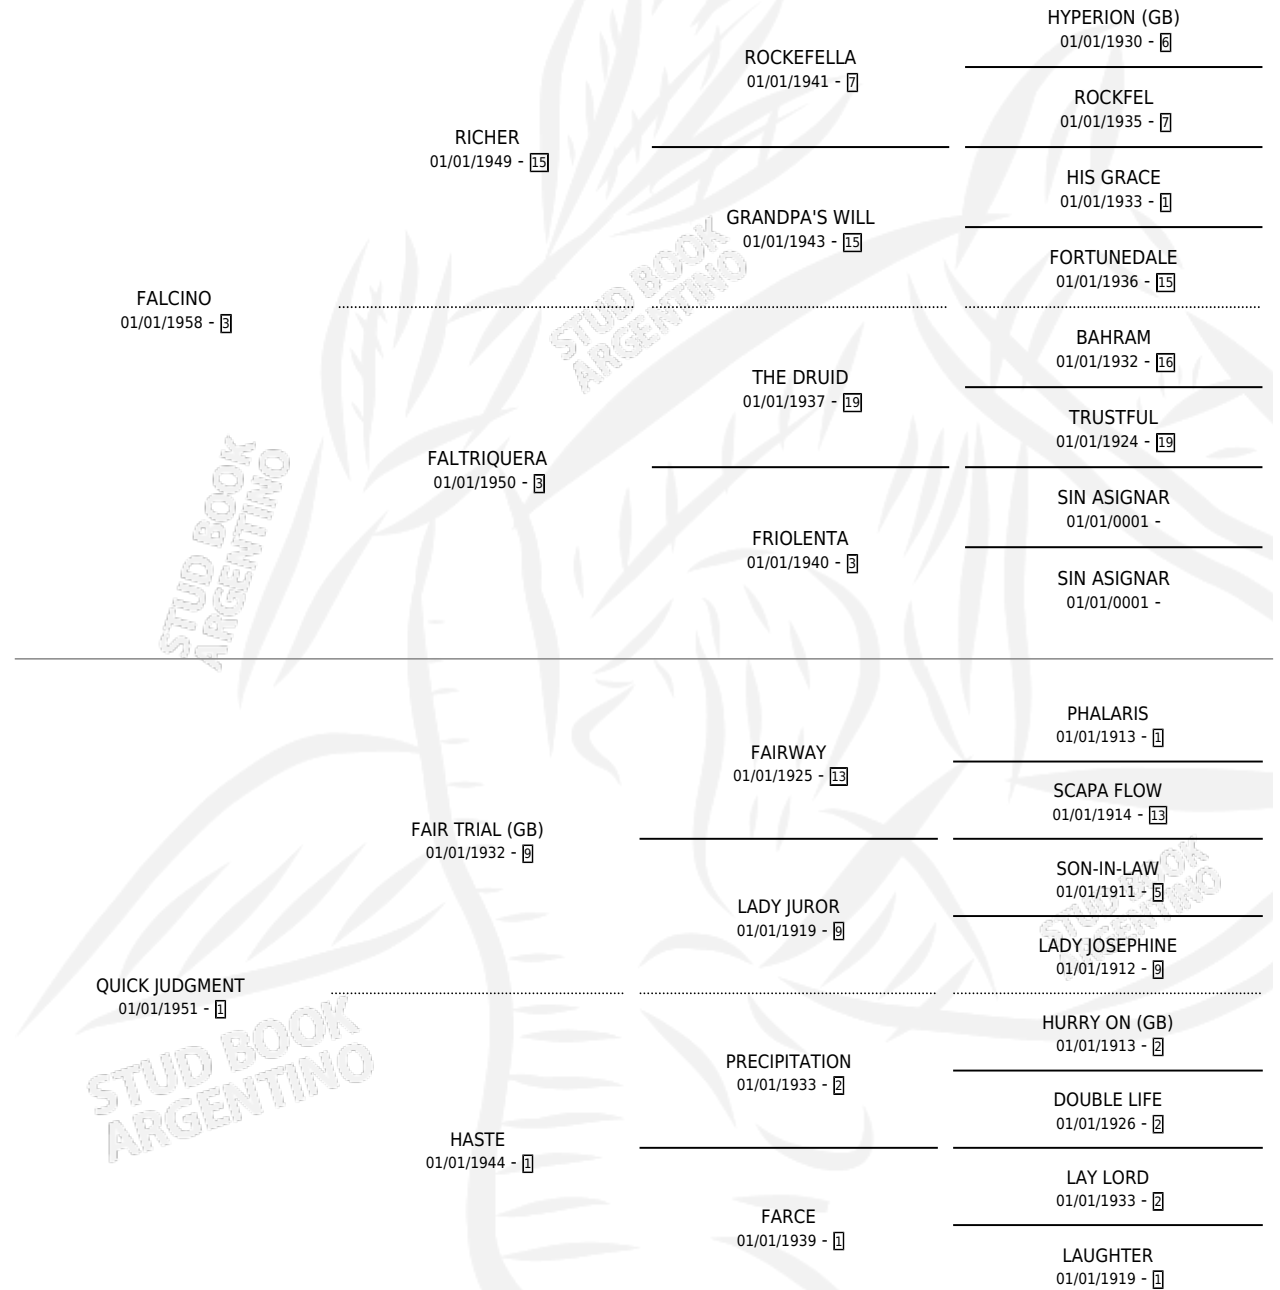 HYPERION (GB)
01/01/1930 - 6
ROCKEFELLA
01/01/1941 - 7
ROCKFEL
01/01/1935 - 7
RICHER
01/01/1949 - 15
HIS GRACE
01/01/1933 - 1
GRANDPA'S WILL
01/01/1943 - 15
FORTUNEDALE
01/01/1936 - 15
FALCINO
01/01/1958 - 3
STUD BOOK
ARGENTINO
BAHRAM
01/01/1932 - 16
THE DRUID
01/01/1937 - 19
TRUSTFUL
01/01/1924 - 19
FALTRIQUERA
01/01/1950 - 3
SIN ASIGNAR
01/01/0001 -
FRIOLENTA
01/01/1940 - 3
SIN ASIGNAR
01/01/0001 -
STUD BOOK
ARGENTINO
PHALARIS
01/01/1913 - 1
FAIRWAY
01/01/1925 - 13
SCAPA FLOW
01/01/1914 - 13
FAIR TRIAL (GB)
01/01/1932 - 9
SON-IN-LAW
01/01/1911 - 5
LADY JUROR
01/01/1919 - 9
LADY JOSEPHINE
01/01/1912 - 9
STUD BOOK
ARGENTINO
QUICK JUDGMENT
01/01/1951 - 1
HURRY ON (GB)
01/01/1913 - 2
PRECIPITATION
01/01/1933 - 2
DOUBLE LIFE
01/01/1926 - 2
STUD BOOK
ARGENTINO
HASTE
01/01/1944 - 1
LAY LORD
01/01/1933 - 2
FARCE
01/01/1939 - 1
LAUGHTER
01/01/1919 - 1